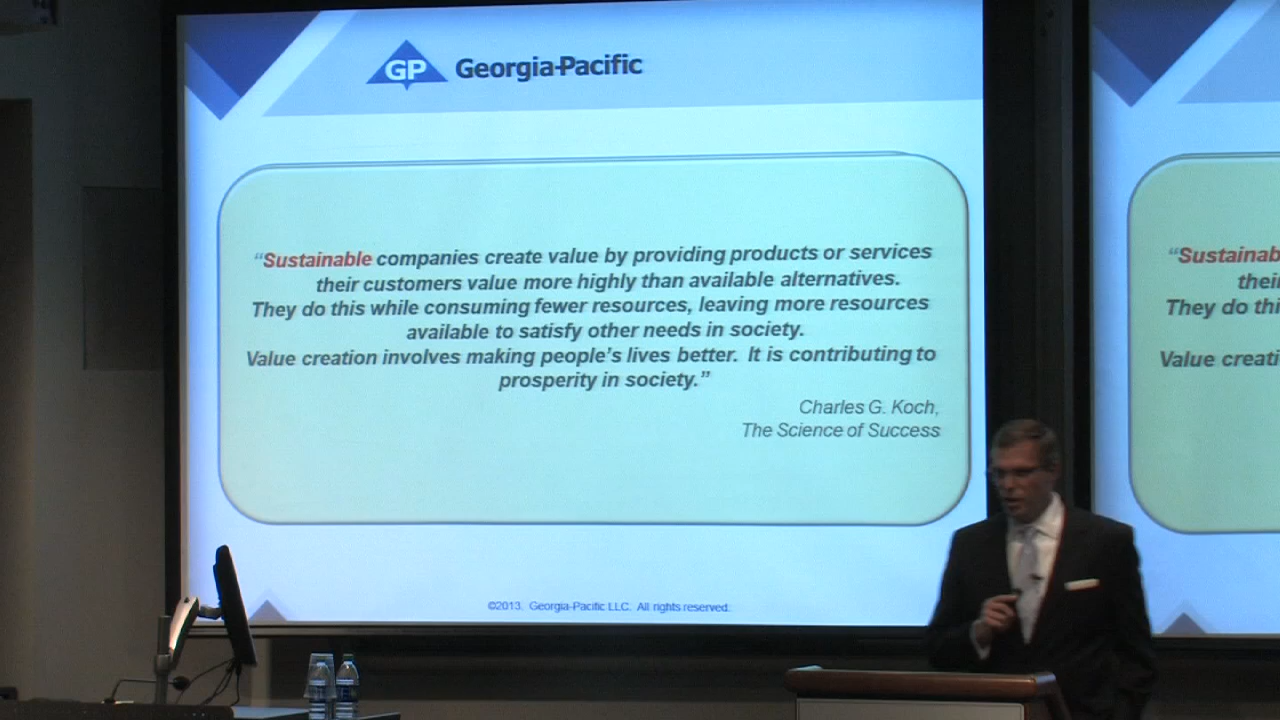 GP Georgia-Pacific
“Sustainable companies create value by providing products or services
their customers value more highly than available alternatives.
They do this while consuming fewer resources, leaving more resources
available to satisfy other needs in society.
Value creation involves making people's lives better. It is contributing to
prosperity in society.”
Charles G. Koch,
The Science of Success
©2013. Georgia-Pacific LLC. All rights reserved.
“Sustainab
thei
They do thi
Value creati